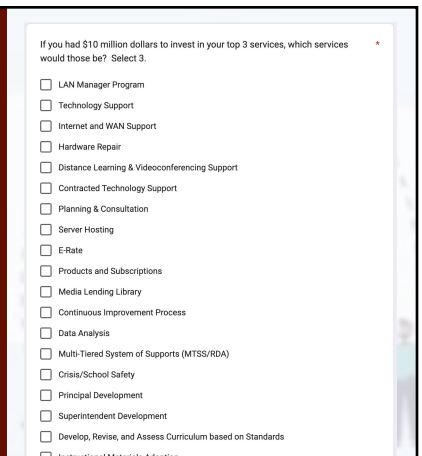 If you had $10 million dollars to invest in your top 3 services, which services *
would those be? Select 3.
LAN Manager Program
Technology Support
Internet and WAN Support
Hardware Repair
Distance Learning & Videoconferencing Support
Contracted Technology Support
Planning & Consultation
Server Hosting
E-Rate
Products and Subscriptions
Media Lending Library
Continuous Improvement Process
Data Analysis
Multi-Tiered System of Supports (MTSS/RDA)
Crisis/School Safety
Principal Development
Superintendent Development
Develop, Revise, and Assess Curriculum based on Standards
Instructional Materials Adoption